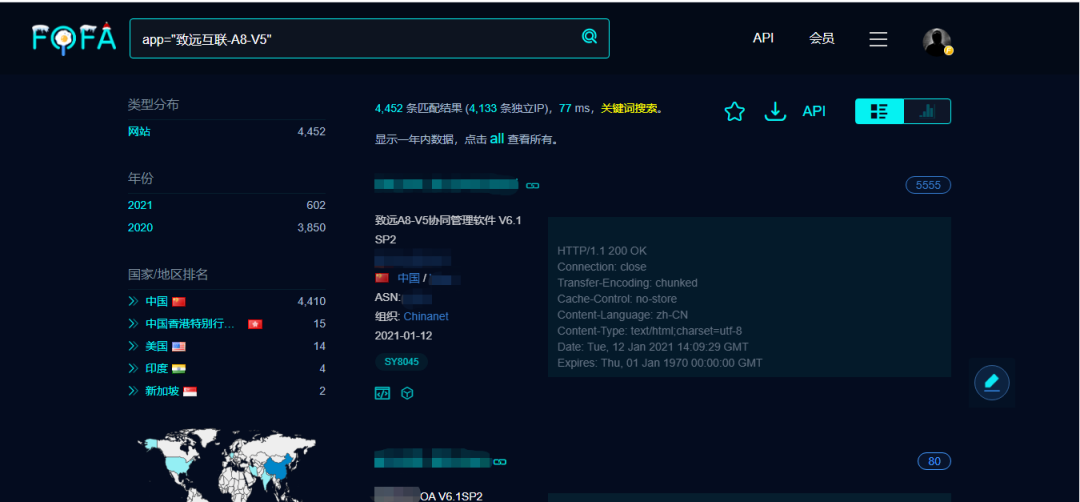 FOFA
app="致远互联-A8-V5"
API
会员
类型分布
网站 4,452
年份
2021 602
2020 3,850
国家/地区排名
中国 4,410
中国香港特别行... 15
美国 14
印度 4
新加坡 2
4,452 条匹配结果 (4,133 条独立IP)，77 ms，关键词搜索。
API
显示一年内数据，点击 all 查看所有。
5555
致远A8-V5协同管理软件 V6.1
SP2
中国 /
ASN:
组织: Chinanet
2021-01-12
SY8045
HTTP/1.1 200 OK
Connection: close
Transfer-Encoding: chunked
Cache-Control: no-store
Content-Language: zh-CN
Content-Type: text/html;charset=utf-8
Date: Tue, 12 Jan 2021 14:09:29 GMT
Expires: Thu, 01 Jan 1970 00:00:00 GMT
80
OA V6.1SP2